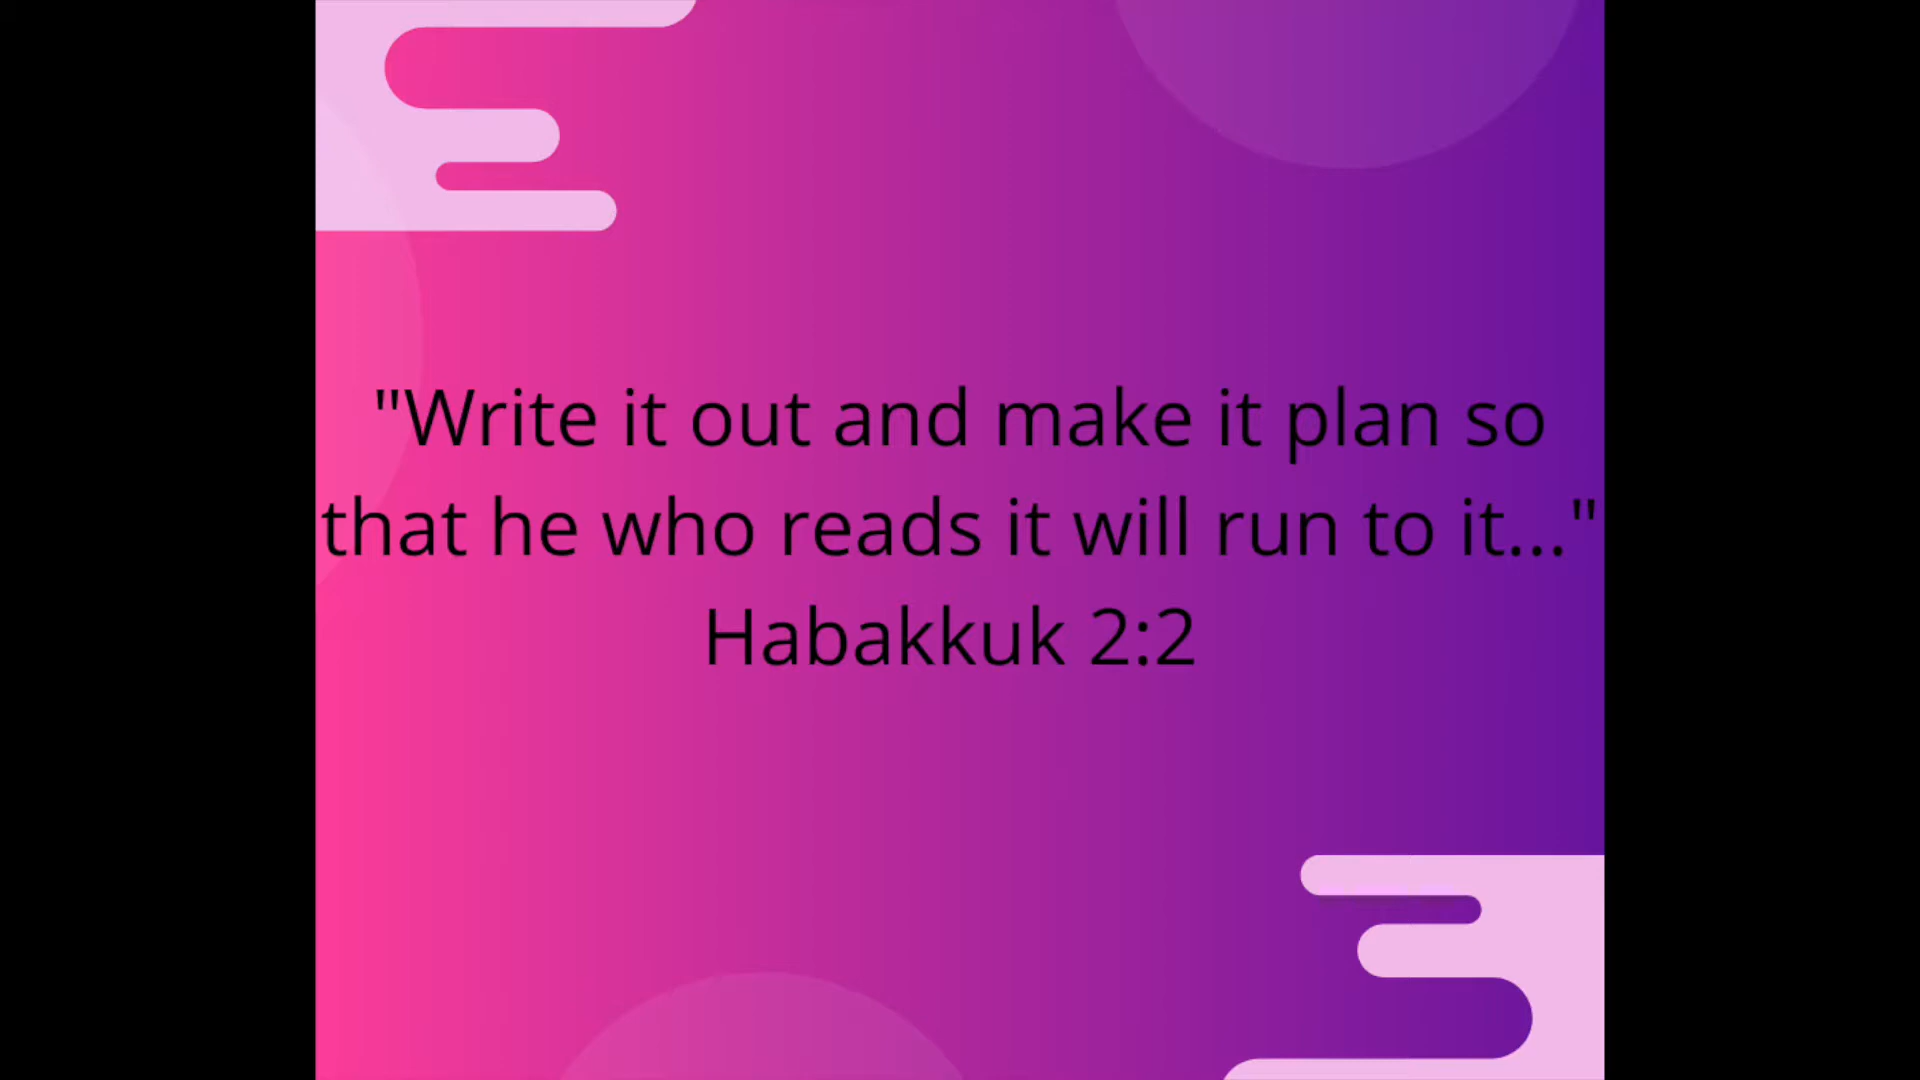 "Write it out and make it plan so
that he who reads it will run to it..."
Habakkuk 2:2